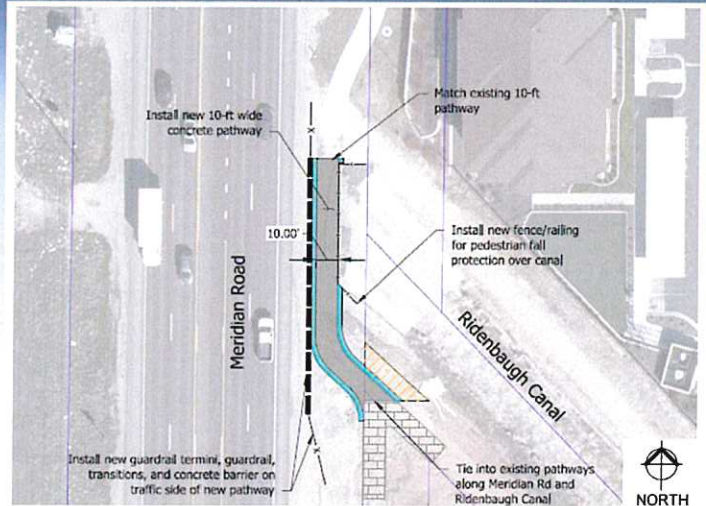 Match existing 10-ft
pathway
Install new 10-ft wide
concrete pathway
Install new fence/railing
for pedestrian fall
protection over canal
10.00'
Meridian Road
Ridenbaugh Canal
Install new guardrail termini, guardrail,
transitions, and concrete barrier on
traffic side of new pathway
Tie into existing pathways
along Meridian Rd and
Ridenbaugh Canal
NORTH
x
x